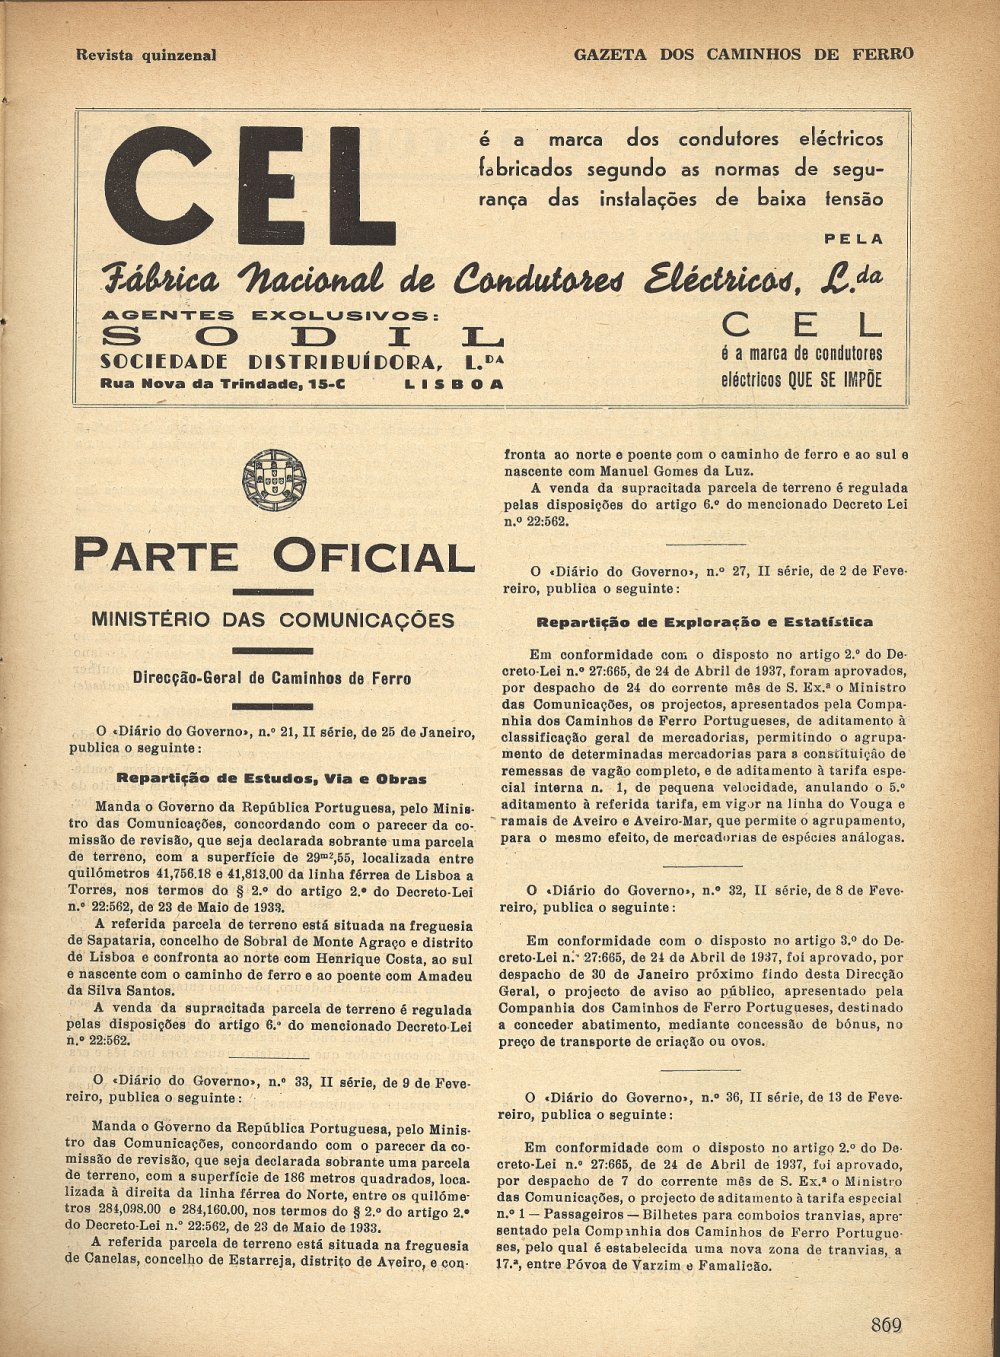 Revista quinzenal
GAZETA DOS CAMINHOS DE FERRO
CEL
é a marca dos condutores eléctricos
fabricados segundo as normas de segu-
rança das instalações de baixa tensão
PELA
Fábrica Nacional de Condutores Eléctricos, L.da
AGENTES EXCLUSIVOS:
SODIL
SOCIEDADE DISTRIBUÍDORA, L.DA
Rua Nova da Trindade, 15-C LISBOA
CEL
é a marca de condutores
eléctricos QUE SE IMPÕE
PARTE OFICIAL
MINISTÉRIO DAS COMUNICAÇÕES
Direcção-Geral de Caminhos de Ferro
O «Diário do Governo», n.º 21, II série, de 25 de Janeiro,
publica o seguinte:
Repartição de Estudos, Via e Obras
Manda o Governo da República Portuguesa, pelo Minis-
tro das Comunicações, concordando com o parecer da co-
missão de revisão, que seja declarada sobrante uma parcela
de terreno, com a superfície de 29m2,55, localizada entre
quilómetros 41,756.18 e 41,813.00 da linha férrea de Lisboa a
Torres, nos termos do § 2.º do artigo 2.º do Decreto-Lei
n.º 22:562, de 23 de Maio de 1933.
A referida parcela de terreno está situada na freguesia
de Sapataria, concelho de Sobral de Monte Agraço e distrito
de Lisboa e confronta ao norte com Henrique Costa, ao sul
e nascente com o caminho de ferro e ao poente com Amadeu
da Silva Santos.
A venda da supracitada parcela de terreno é regulada
pelas disposições do artigo 6.º do mencionado Decreto-Lei
n.º 22:562.
O «Diário do Governo», n.º 33, II série, de 9 de Feve-
reiro, publica o seguinte:
Manda o Governo da República Portuguesa, pelo Minis-
tro das Comunicações, concordando com o parecer da co-
missão de revisão, que seja declarada sobrante uma parcela
de terreno, com a superfície de 186 metros quadrados, loca-
lizada à direita da linha férrea do Norte, entre os quilóme-
tros 284,098.00 e 284,160.00, nos termos do § 2.º do artigo 2.º
do Decreto-Lei n.º 22:562, de 23 de Maio de 1933.
A referida parcela de terreno está situada na freguesia
de Canelas, concelho de Estarreja, distrito de Aveiro, e con-
fronta ao norte e poente com o caminho de ferro e ao sul e
nascente com Manuel Gomes da Luz.
A venda da supracitada parcela de terreno é regulada
pelas disposições do artigo 6.º do mencionado Decreto Lei
n.º 22:562.
O «Diário do Governo», n.º 27, II série, de 2 de Feve-
reiro, publica o seguinte:
Repartição de Exploração e Estatística
Em conformidade com o disposto no artigo 2.º do De-
creto-Lei n.º 27:665, de 24 de Abril de 1937, foram aprovados,
por despacho de 24 do corrente mês de S. Ex.ª o Ministro
das Comunicações, os projectos, apresentados pela Compa-
nhia dos Caminhos de Ferro Portugueses, de aditamento à
classificação geral de mercadorias, permitindo o agrupa-
mento de determinadas mercadorias para a constituição de
remessas de vagão completo, e de aditamento à tarifa espe-
cial interna n. 1, de pequena velocidade, anulando o 5.º
aditamento à referida tarifa, em vigor na linha do Vouga e
ramais de Aveiro e Aveiro-Mar, que permite o agrupamento,
para o mesmo efeito, de mercadorias de espécies análogas.
O «Diário do Governo», n.º 32, II série, de 8 de Feve-
reiro, publica o seguinte:
Em conformidade com o disposto no artigo 3.º do De-
creto-Lei n.º 27:665, de 24 de Abril de 1937, foi aprovado, por
despacho de 30 de Janeiro próximo findo desta Direcção
Geral, o projecto de aviso ao público, apresentado pela
Companhia dos Caminhos de Ferro Portugueses, destinado
a conceder abatimento, mediante concessão de bónus, no
preço de transporte de criação ou ovos.
O «Diário do Governo», n.º 36, II série, de 13 de Feve-
reiro, publica o seguinte:
Em conformidade com o disposto no artigo 2.º do De-
creto-Lei n.º 27:665, de 24 de Abril de 1937, foi aprovado,
por despacho de 7 do corrente mês de S. Ex.ª o Ministro
das Comunicações, o projecto de aditamento à tarifa especial
n.º 1 — Passageiros — Bilhetes para comboios tranvias, apre-
sentado pela Companhia dos Caminhos de Ferro Portugue-
ses, pelo qual é estabelecida uma nova zona de tranvias, a
17.ª, entre Póvoa de Varzim e Famalicão.
869